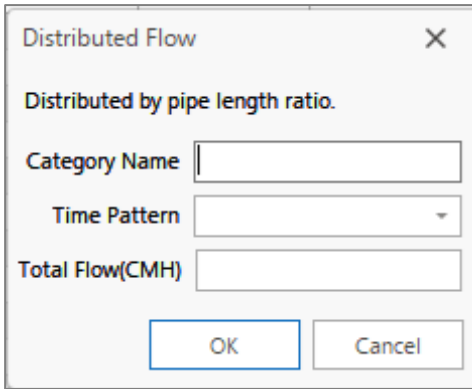 Distributed Flow
Distributed by pipe length ratio.
Category Name
Time Pattern
Total Flow(CMH)
OK Cancel